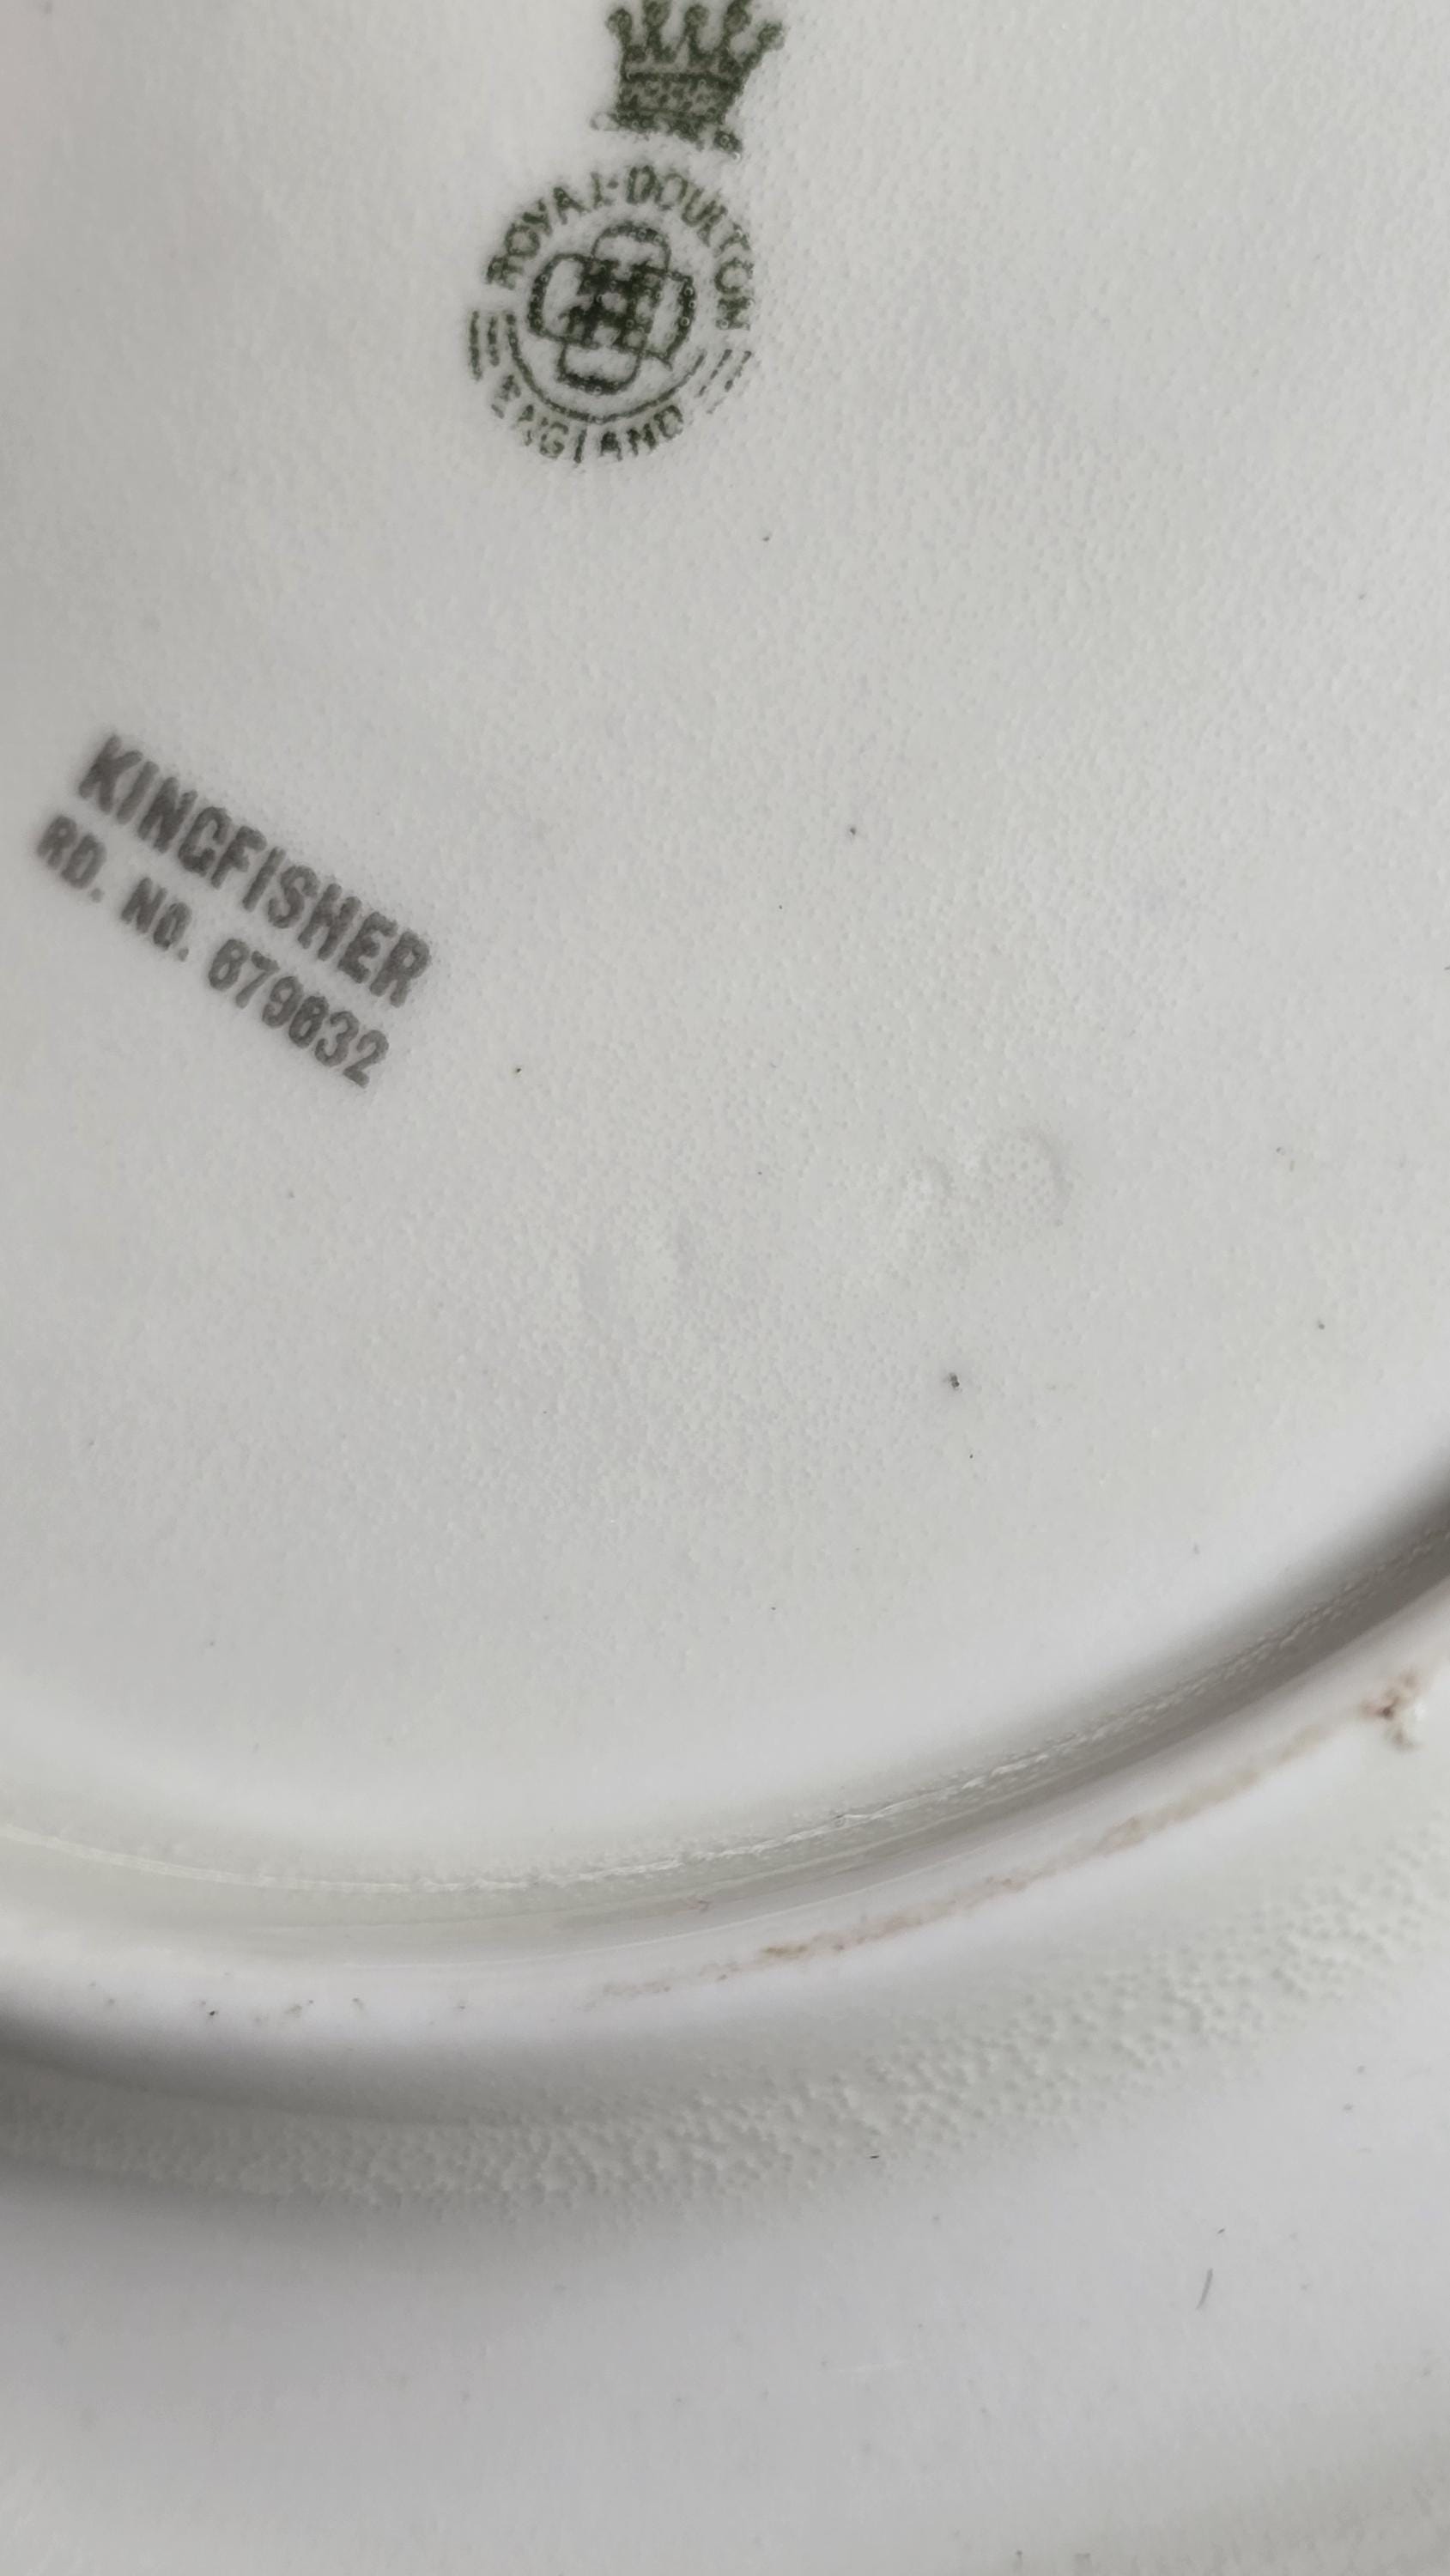 ROYAL·DOULTON
ENGLAND
KINGFISHER
RD. NO. 679632